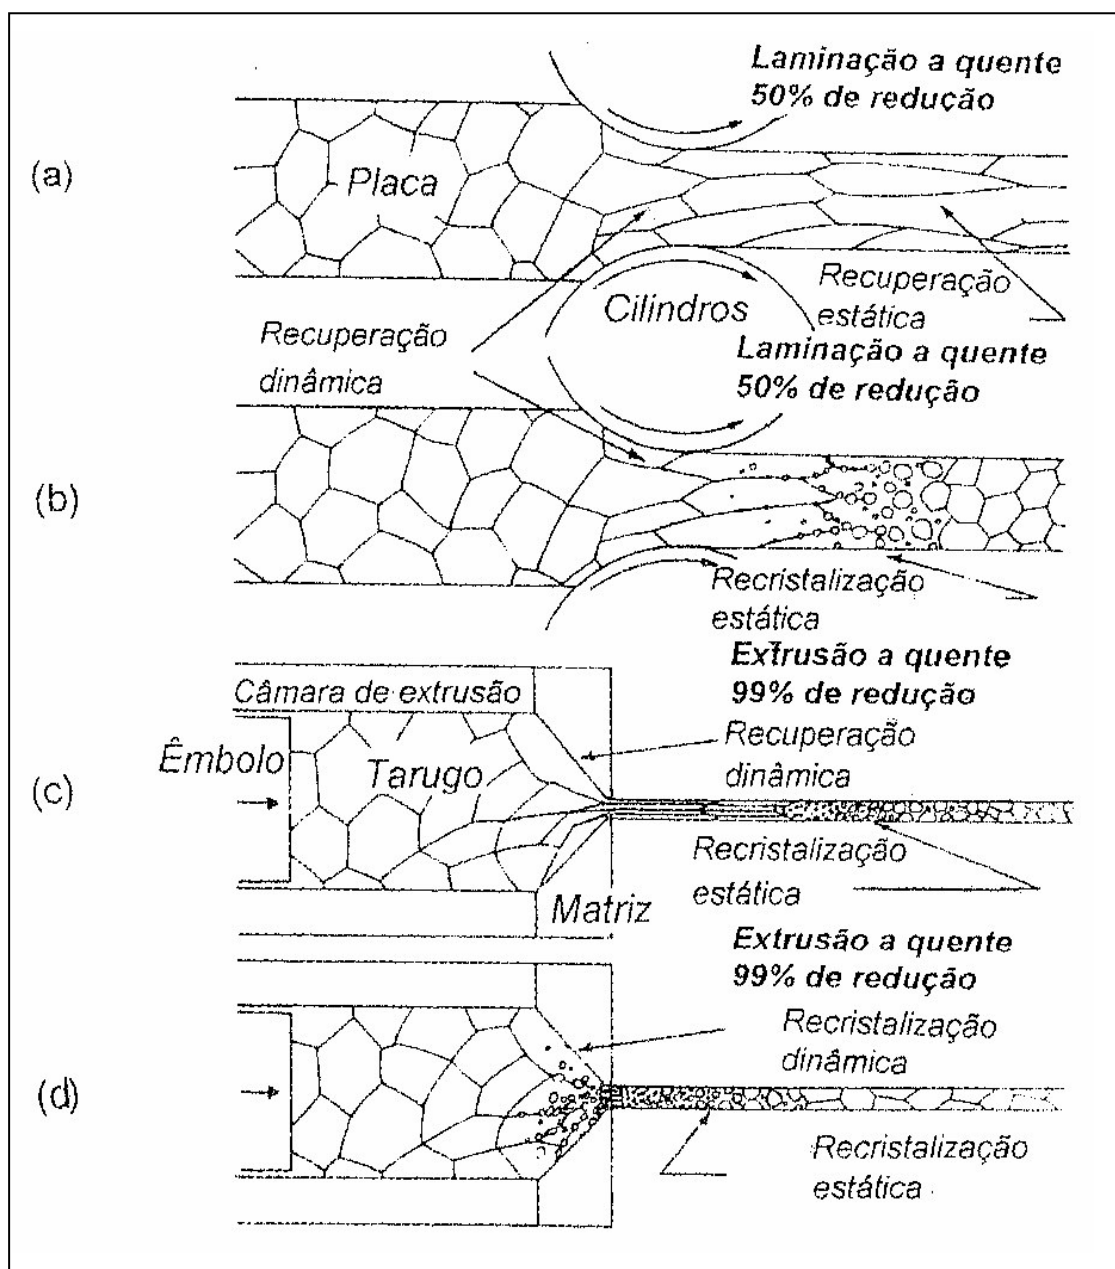 Laminação a quente
50% de redução
(a)
Placa
Recuperação
estática
Cilindros
Recuperação
dinâmica
Laminação a quente
50% de redução
(b)
Recristalização
estática
Extrusão a quente
99% de redução
Câmara de extrusão
Recuperação
dinâmica
Êmbolo
Tarugo
(c)
Recristalização
estática
Matriz
Extrusão a quente
99% de redução
Recristalização
dinâmica
(d)
Recristalização
estática